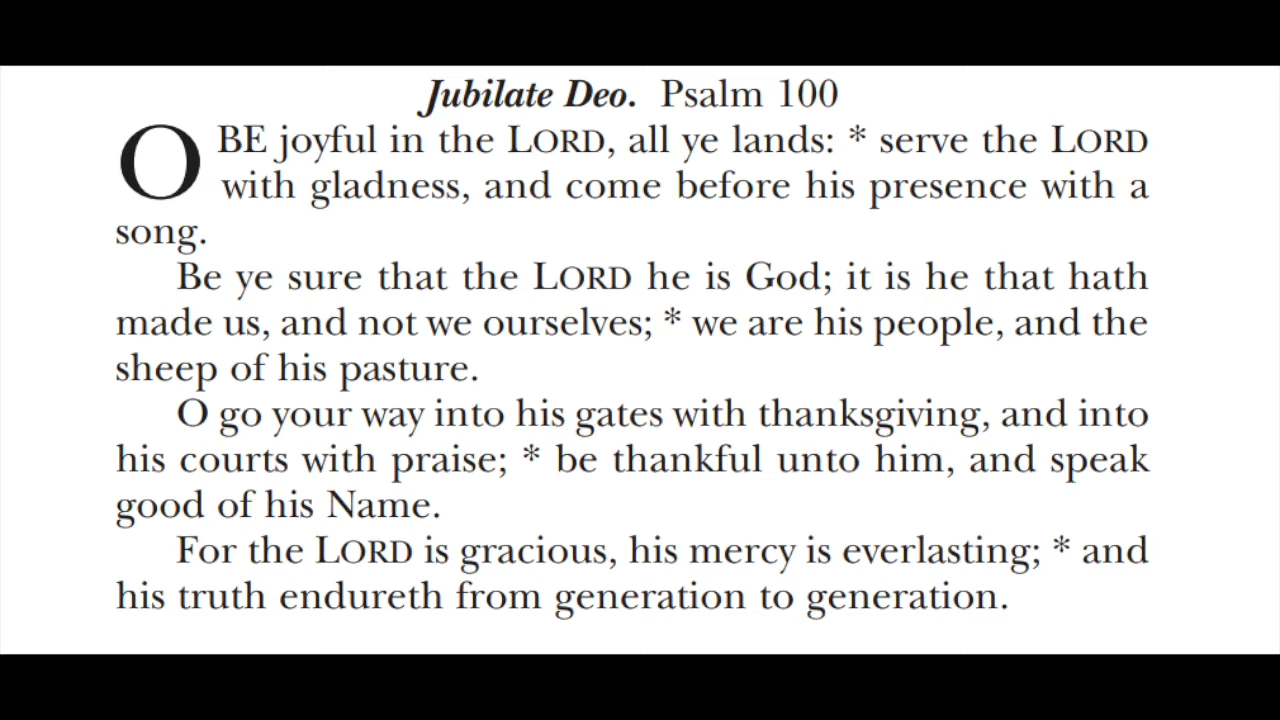 Jubilate Deo. Psalm 100
O BE joyful in the LORD, all ye lands: * serve the LORD
with gladness, and come before his presence with a
song.
Be ye sure that the LORD he is God; it is he that hath
made us, and not we ourselves; * we are his people, and the
sheep of his pasture.
O go your way into his gates with thanksgiving, and into
his courts with praise; * be thankful unto him, and speak
good of his Name.
For the LORD is gracious, his mercy is everlasting; * and
his truth endureth from generation to generation.